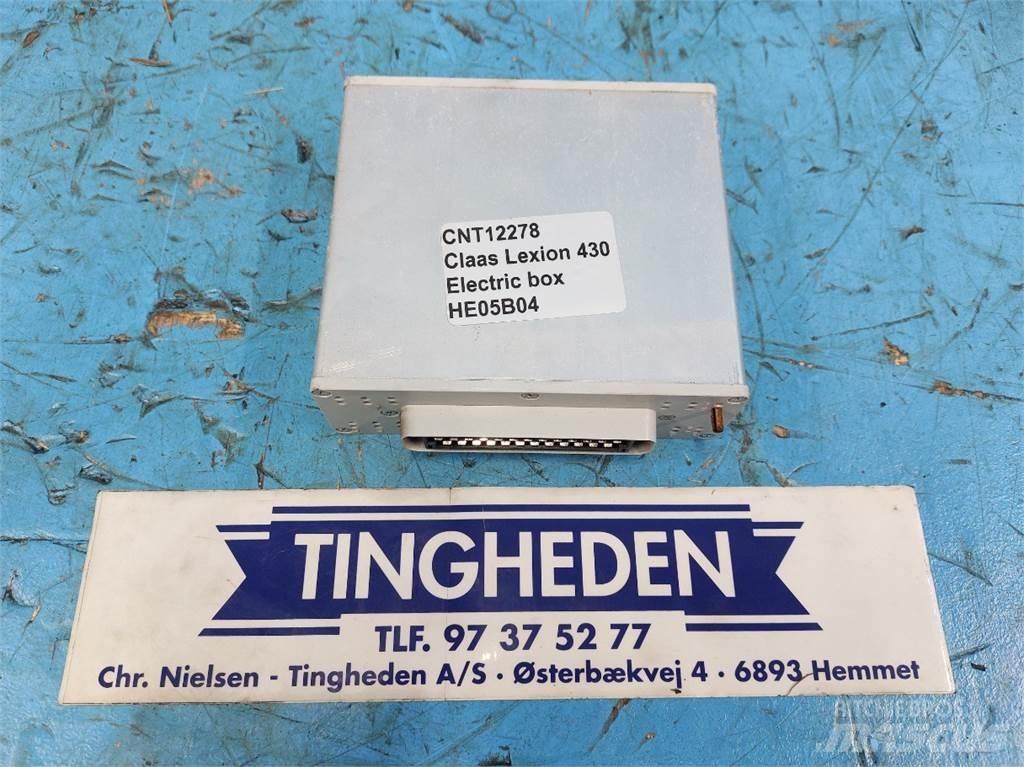 CNT12278
Claas Lexion 430
Electric box
HE05B04
TINGHEDEN
TLF. 97 37 52 77
Chr. Nielsen - Tingheden A/S · Østerbækvej 4 · 6893 Hemmet